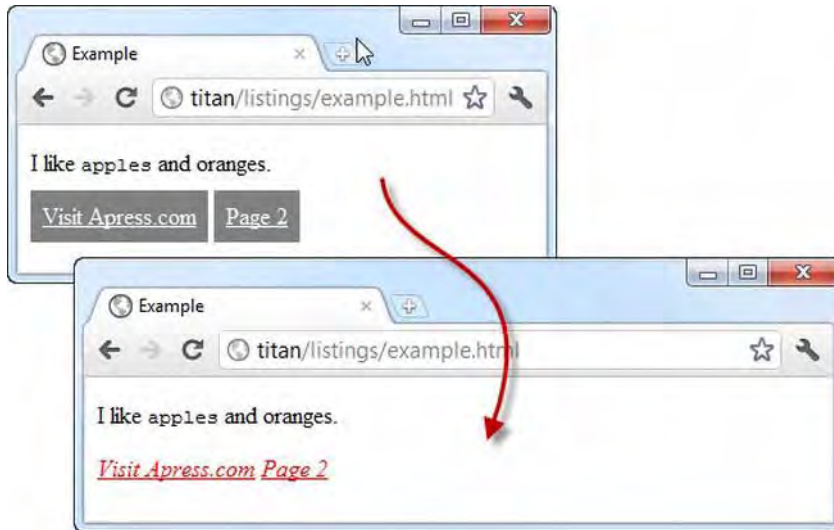 Example
titan/listings/example.html
I like apples and oranges.
Visit Apress.com Page 2
Example
titan/listings/example.html
I like apples and oranges.
Visit Apress.com Page 2